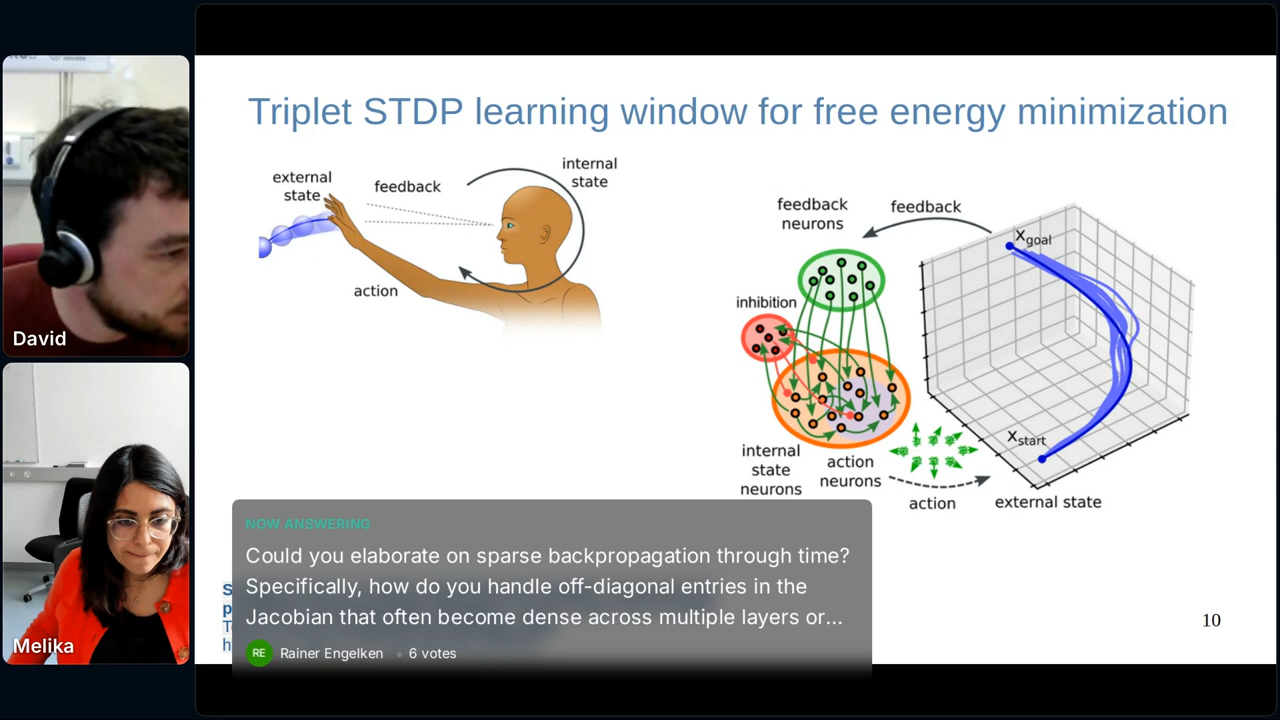 Triplet STDP learning window for free energy minimization
external
state
feedback
internal
state
action
feedback
neurons
feedback
xgoal
inhibition
xstart
internal
state
neurons
action
neurons
action
external state
NOW ANSWERING
Could you elaborate on sparse backpropagation through time?
Specifically, how do you handle off-diagonal entries in the
Jacobian that often become dense across multiple layers or...
RE Rainer Engelken • 6 votes
10
David
Melika